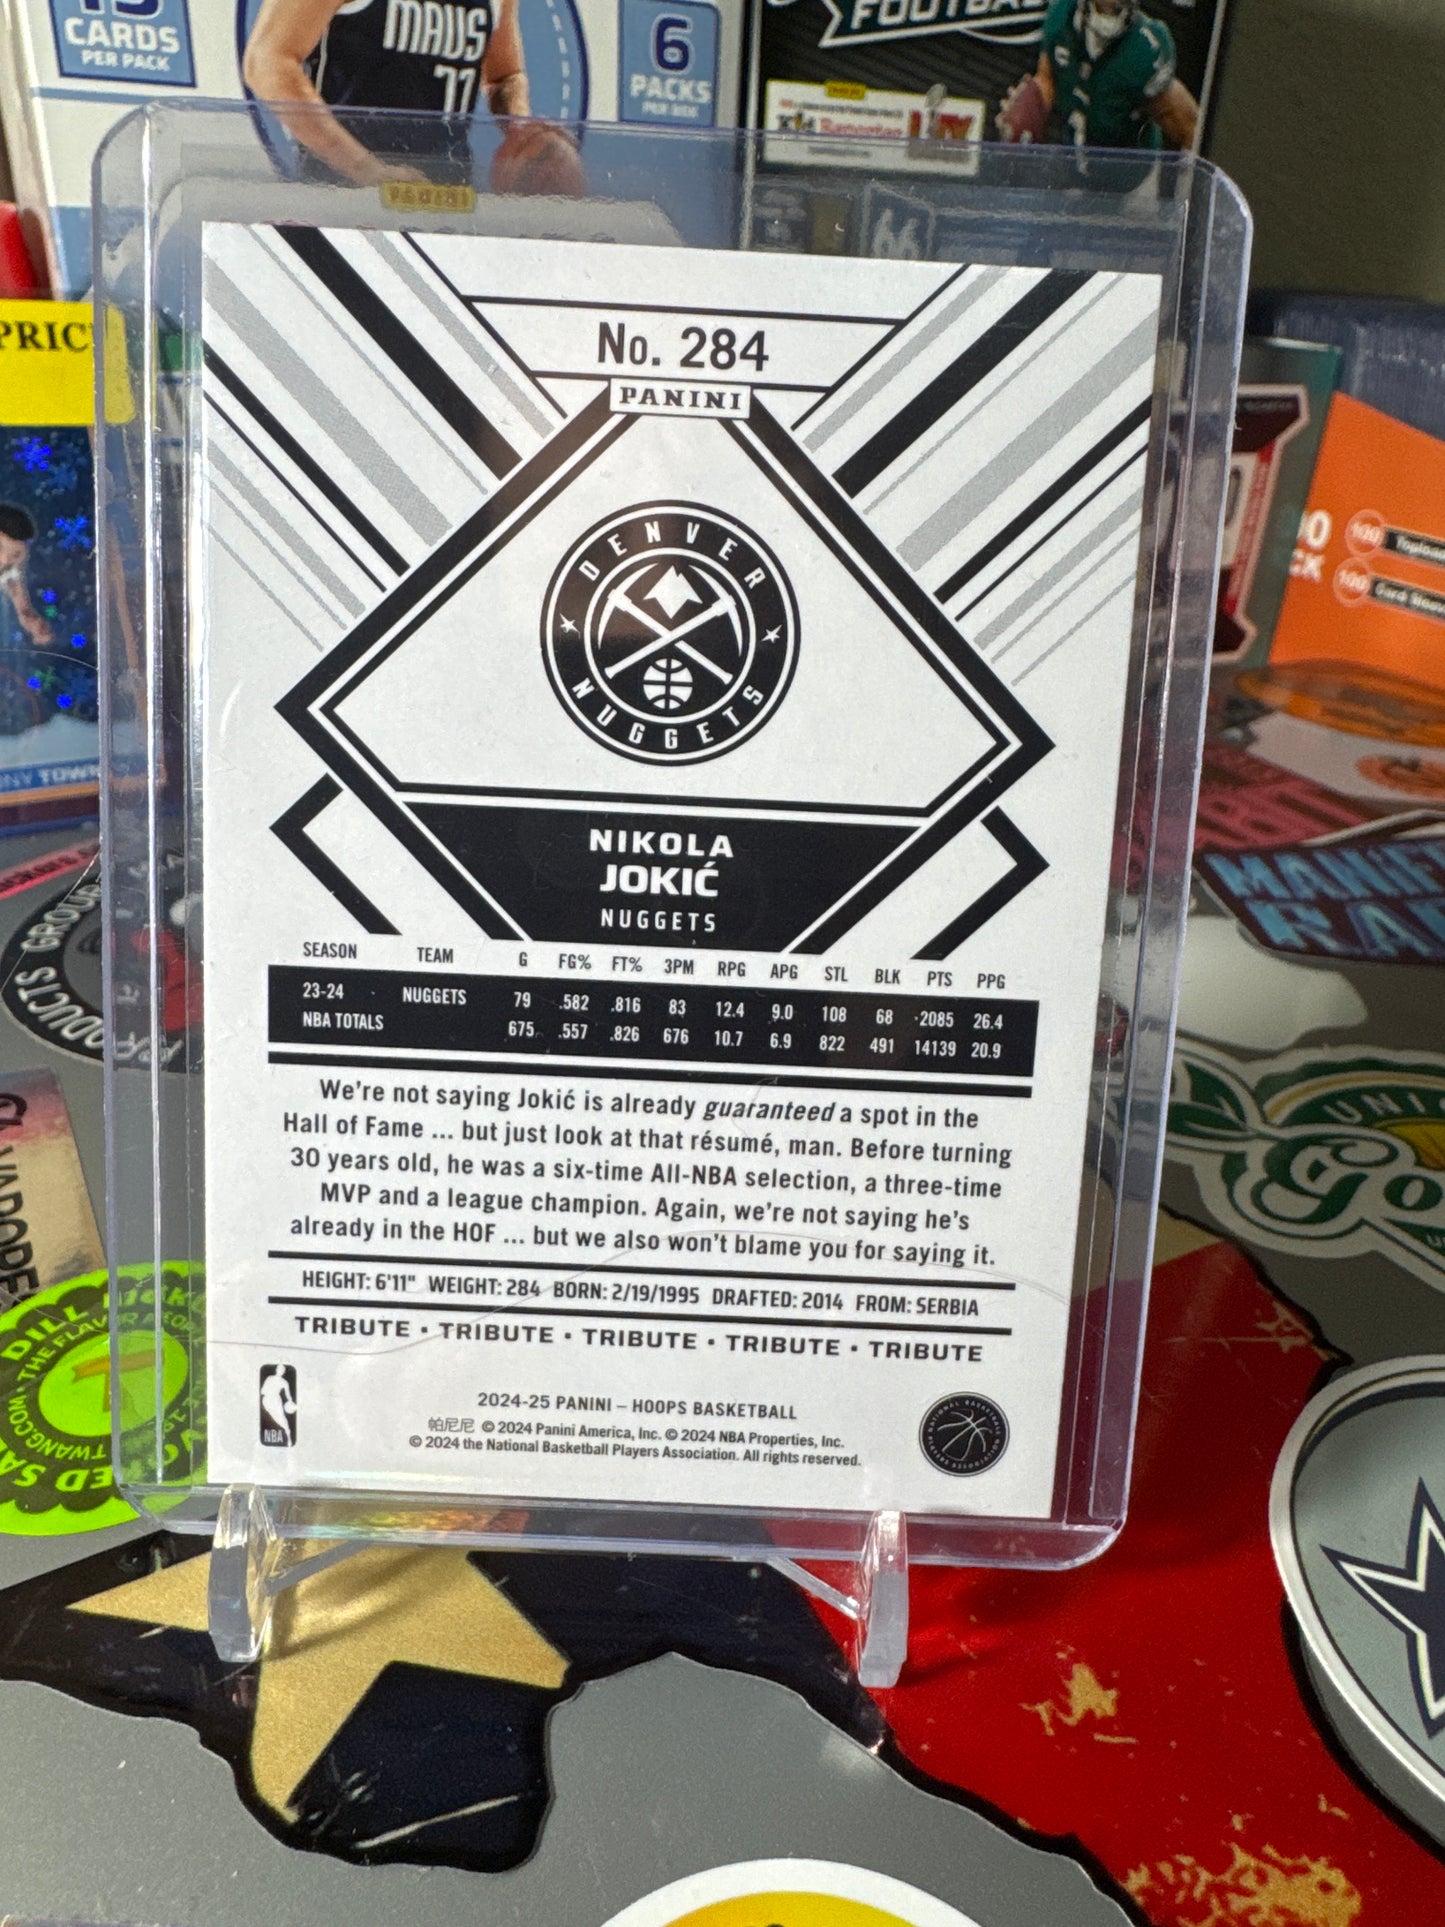 CARDS
PER PACK
MAVS
77
6
PACKS
PER BOX
FOOTBALL
PANINI
PRIC
No. 284
PANINI
DENVER
NUGGETS
NIKOLA
JOKIĆ
NUGGETS
SEASON TEAM G FG% FT% 3PM RPG APG STL BLK PTS PPG
23-24 NUGGETS 79 .582 .816 83 12.4 9.0 108 68 2085 26.4
NBA TOTALS 675 .557 .826 676 10.7 6.9 822 491 14139 20.9
We're not saying Jokić is already guaranteed a spot in the
Hall of Fame ... but just look at that résumé, man. Before turning
30 years old, he was a six-time All-NBA selection, a three-time
MVP and a league champion. Again, we're not saying he's
already in the HOF ... but we also won't blame you for saying it.
HEIGHT: 6'11" WEIGHT: 284 BORN: 2/19/1995 DRAFTED: 2014 FROM: SERBIA
TRIBUTE • TRIBUTE • TRIBUTE • TRIBUTE • TRIBUTE
NBA
2024-25 PANINI – HOOPS BASKETBALL
帕尼尼 © 2024 Panini America, Inc. © 2024 NBA Properties, Inc.
© 2024 the National Basketball Players Association. All rights reserved.
DILL
TWANG.COM
100
100
GROUP